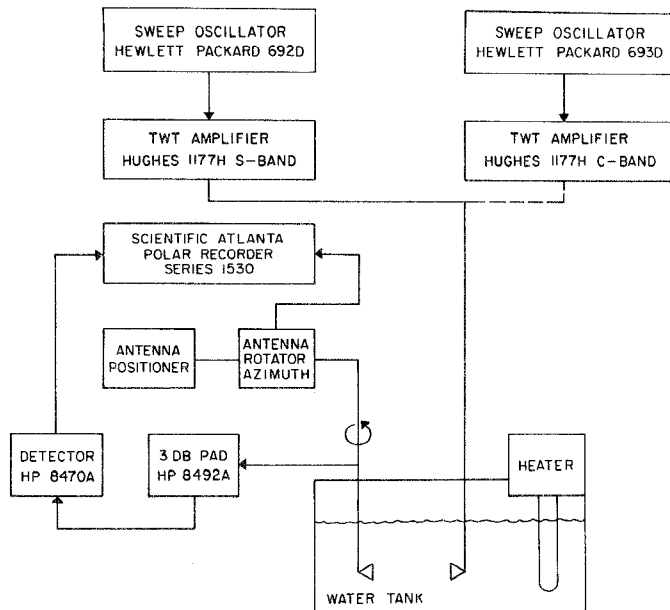 SWEEP OSCILLATOR
HEWLETT PACKARD 692D
SWEEP OSCILLATOR
HEWLETT PACKARD 693D
TWT AMPLIFIER
HUGHES 1177H S-BAND
TWT AMPLIFIER
HUGHES 1177H C-BAND
SCIENTIFIC ATLANTA
POLAR RECORDER
SERIES 1530
ANTENNA
POSITIONER
ANTENNA
ROTATOR
AZIMUTH
DETECTOR
HP 8470A
3 DB PAD
HP 8492A
HEATER
WATER TANK